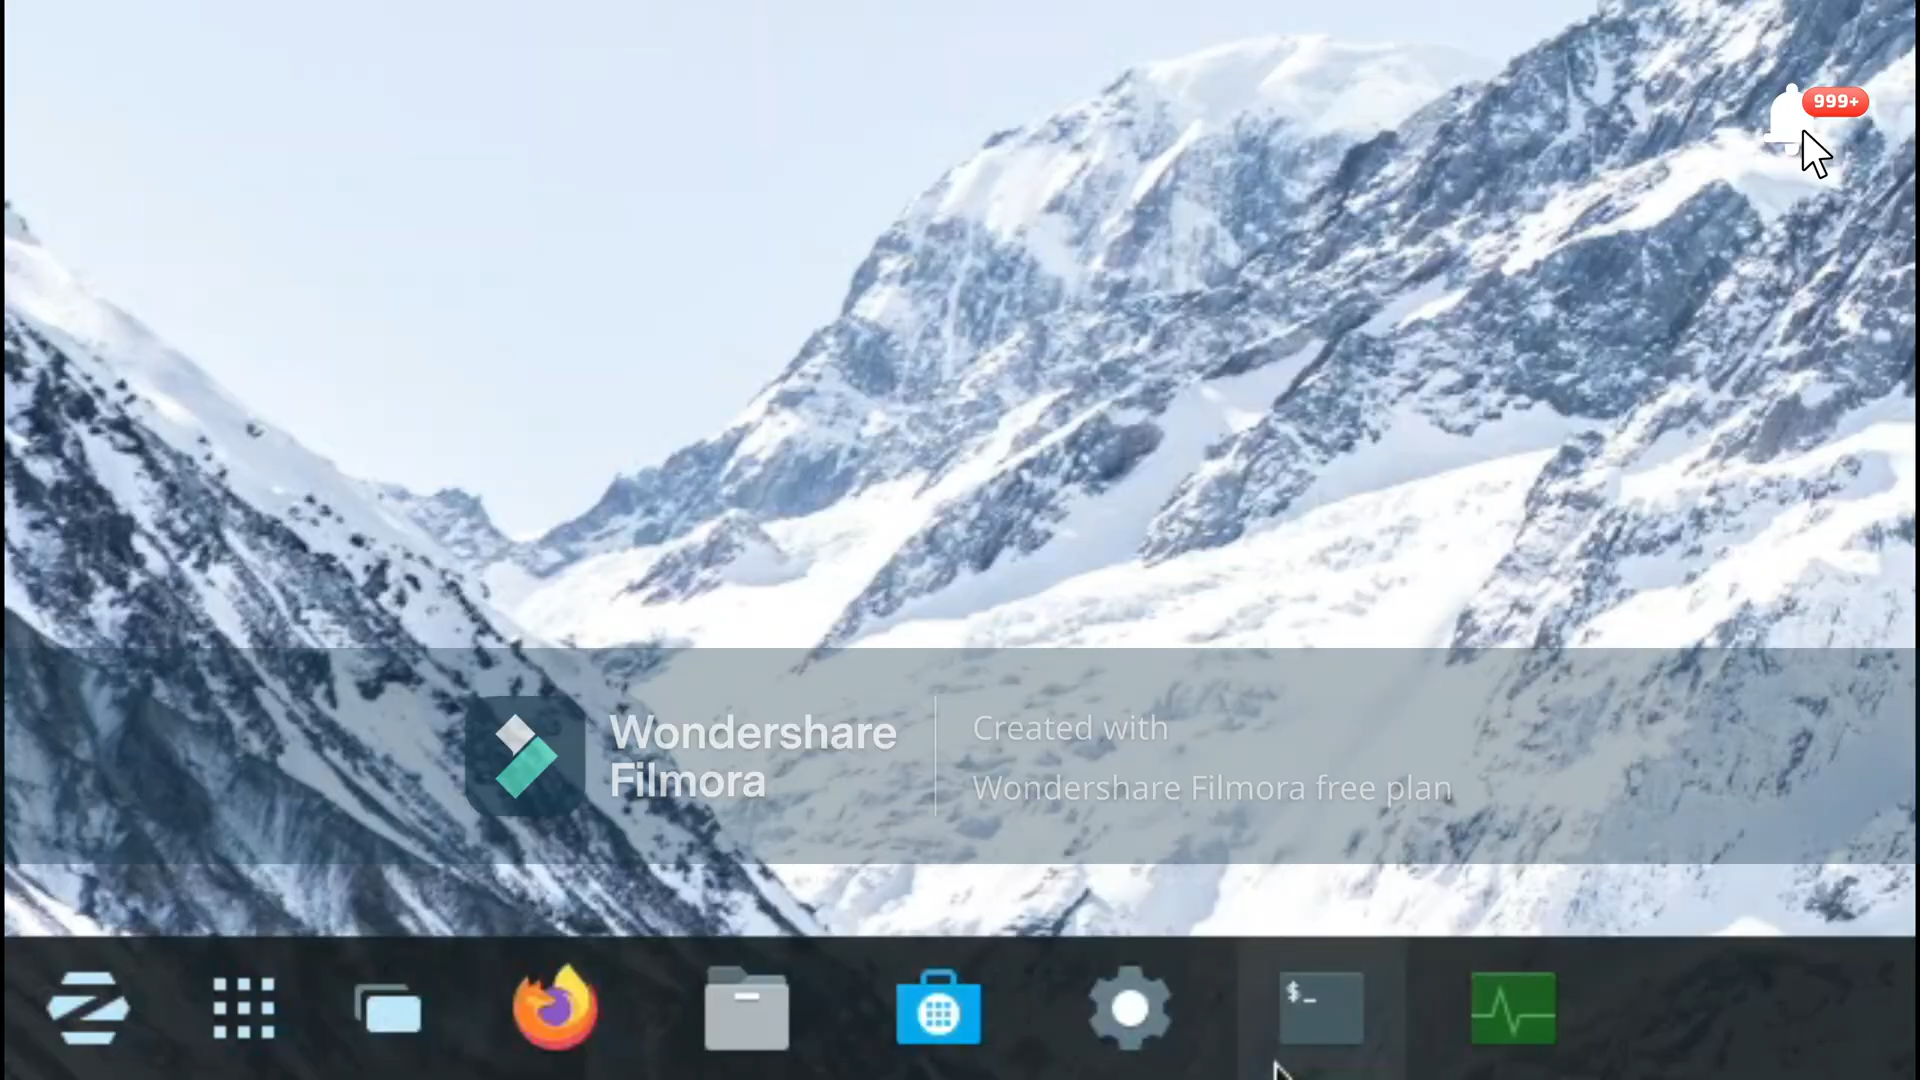 999+
Wondershare
Filmora
Created with
Wondershare Filmora free plan
$_